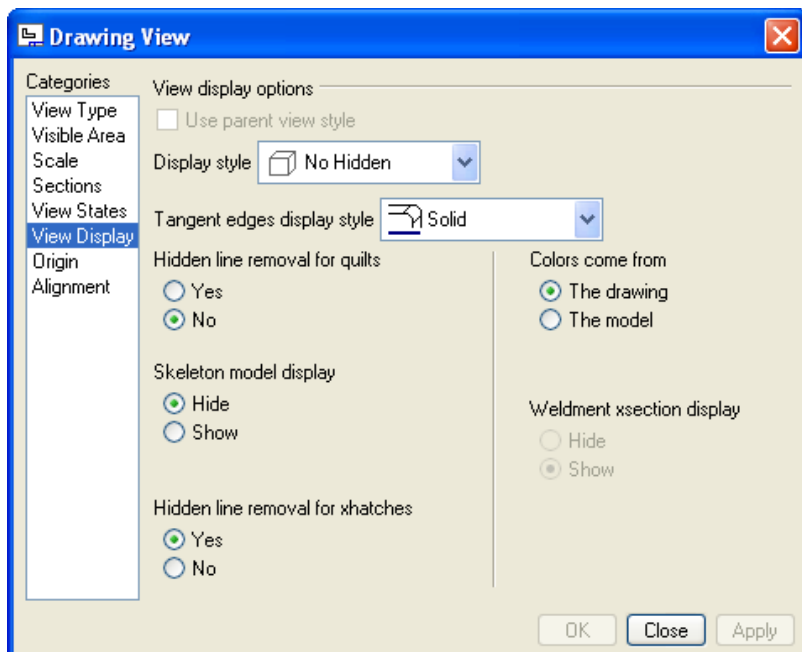 Drawing View
Categories
View Type
Visible Area
Scale
Sections
View States
View Display
Origin
Alignment
View display options
Use parent view style
Display style No Hidden
Tangent edges display style Solid
Hidden line removal for quilts
Yes
No
Skeleton model display
Hide
Show
Hidden line removal for xhatches
Yes
No
Colors come from
The drawing
The model
Weldment xsection display
Hide
Show
OK Close Apply